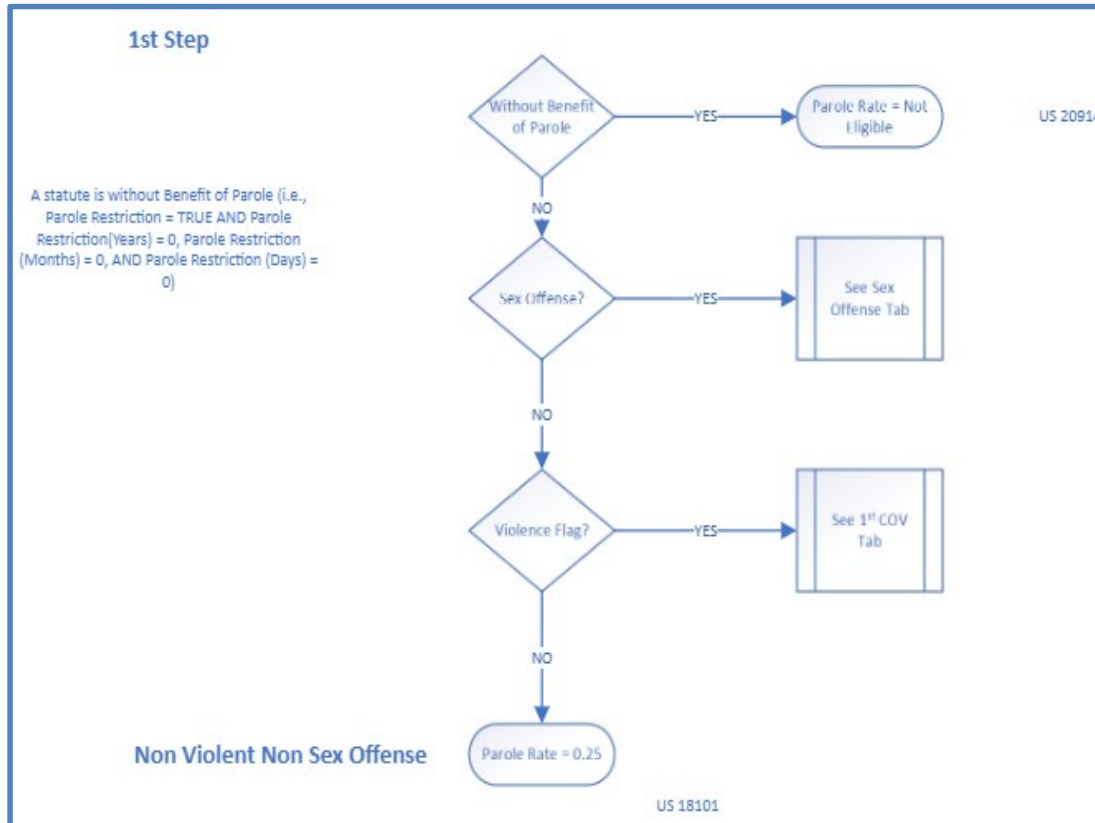 1st Step
Without Benefit
of Parole
YES
Parole Rate = Not
Eligible
US 20914
A statute is without Benefit of Parole (i.e.,
Parole Restriction = TRUE AND Parole
Restriction(Years) = 0, Parole Restriction
(Months) = 0, AND Parole Restriction (Days) =
0)
NO
Sex Offense?
YES
See Sex
Offense Tab
NO
Violence Flag?
YES
See 1st COV
Tab
NO
Non Violent Non Sex Offense
Parole Rate = 0.25
US 18101